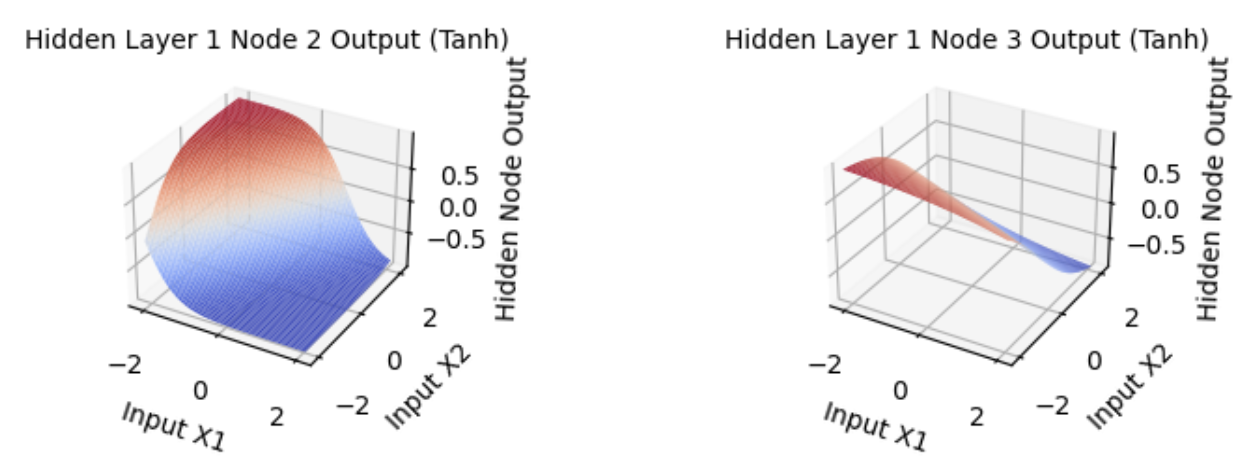 Hidden Layer 1 Node 2 Output (Tanh)
Hidden Node Output
0.5
0.0
−0.5
2
0
−2
Input X2
−2
0
2
Input X1
Hidden Layer 1 Node 3 Output (Tanh)
Hidden Node Output
0.5
0.0
−0.5
2
0
−2
Input X2
−2
0
2
Input X1